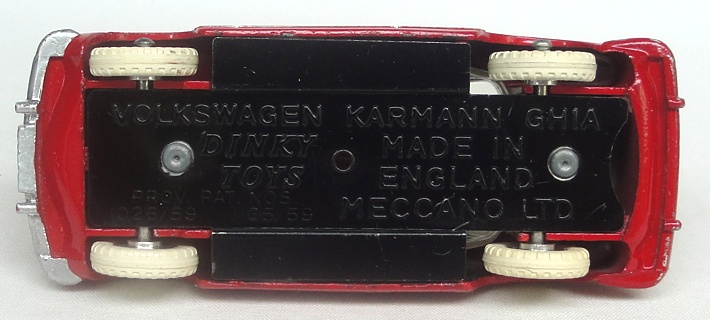 VOLKSWAGEN KARMANN GHIA
DINKY TOYS
MADE IN ENGLAND
MECCANO LTD
PROV. PAT. NOS.